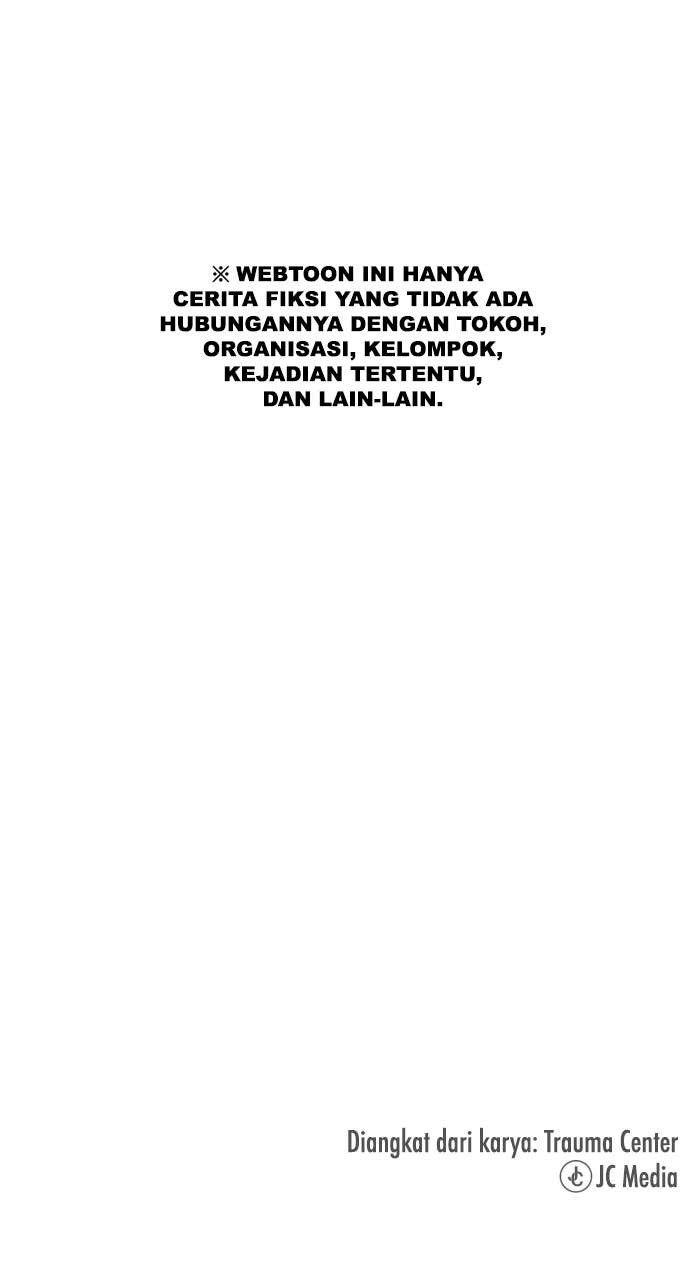 ※ WEBTOON INI HANYA
CERITA FIKSI YANG TIDAK ADA
HUBUNGANNYA DENGAN TOKOH,
ORGANISASI, KELOMPOK,
KEJADIAN TERTENTU,
DAN LAIN-LAIN.
Diangkat dari karya: Trauma Center
JC JC Media